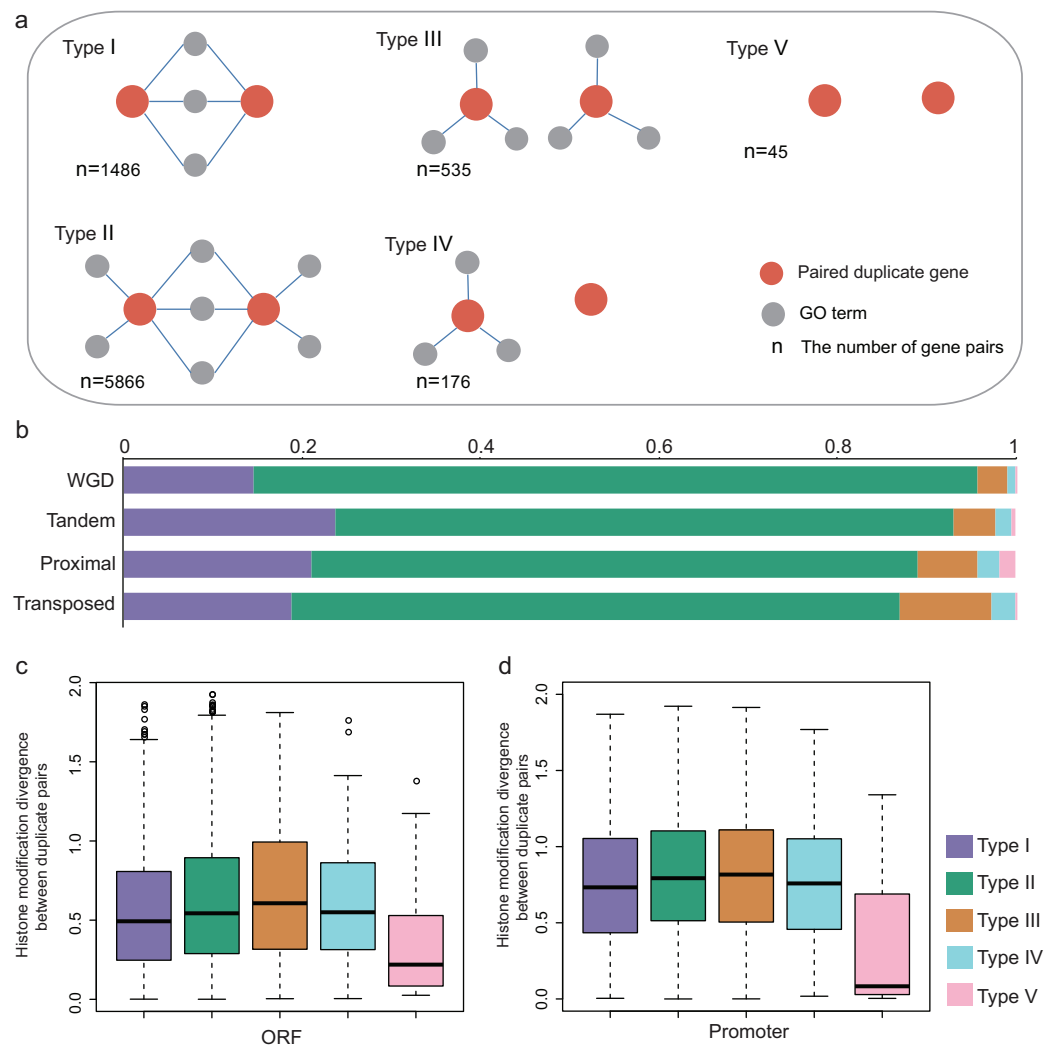 a
Type I
n=1486
Type III
n=535
Type V
n=45
Type II
n=5866
Type IV
n=176
Paired duplicate gene
GO term
n The number of gene pairs
b
0 0.2 0.4 0.6 0.8 1
WGD
Tandem
Proximal
Transposed
c
Histone modification divergence
between duplicate pairs
2.0
1.5
1.0
0.5
0.0
ORF
d
Histone modification divergence
between duplicate pairs
2.0
1.5
1.0
0.5
0.0
Promoter
Type I
Type II
Type III
Type IV
Type V